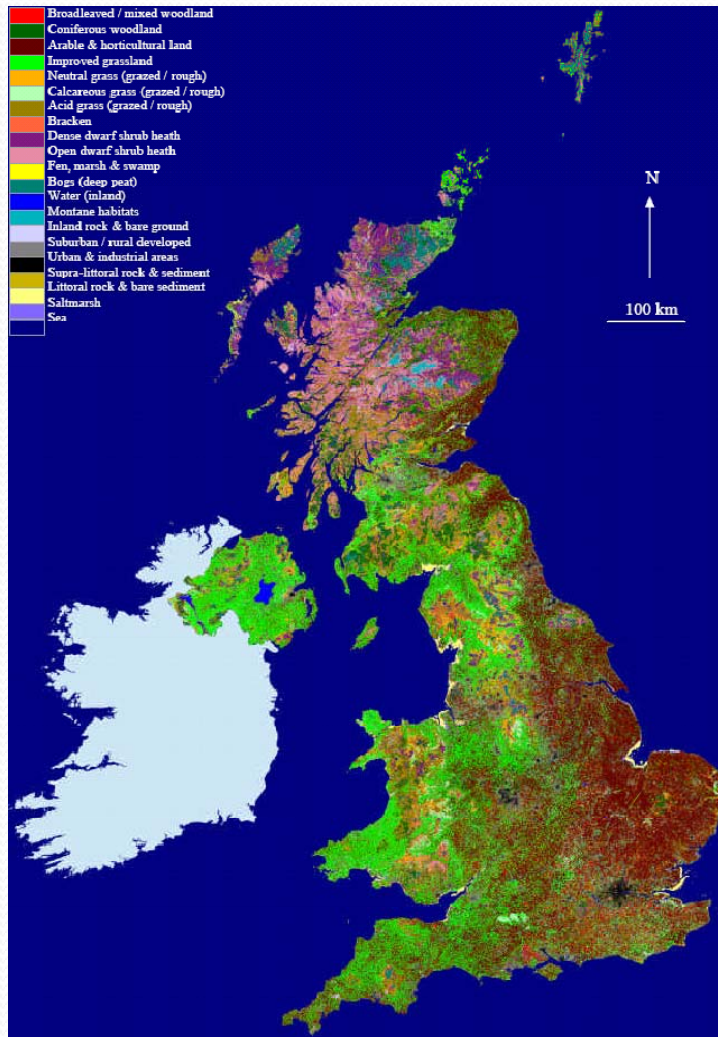 Broadleaved / mixed woodland
Coniferous woodland
Arable & horticultural land
Improved grassland
Neutral grass (grazed / rough)
Calcareous grass (grazed / rough)
Acid grass (grazed / rough)
Bracken
Dense dwarf shrub heath
Open dwarf shrub heath
Fen, marsh & swamp
Bogs (deep peat)
Water (inland)
Montane habitats
Inland rock & bare ground
Suburban / rural developed
Urban & industrial areas
Supra-littoral rock & sediment
Littoral rock & bare sediment
Saltmarsh
Sea
N
100 km